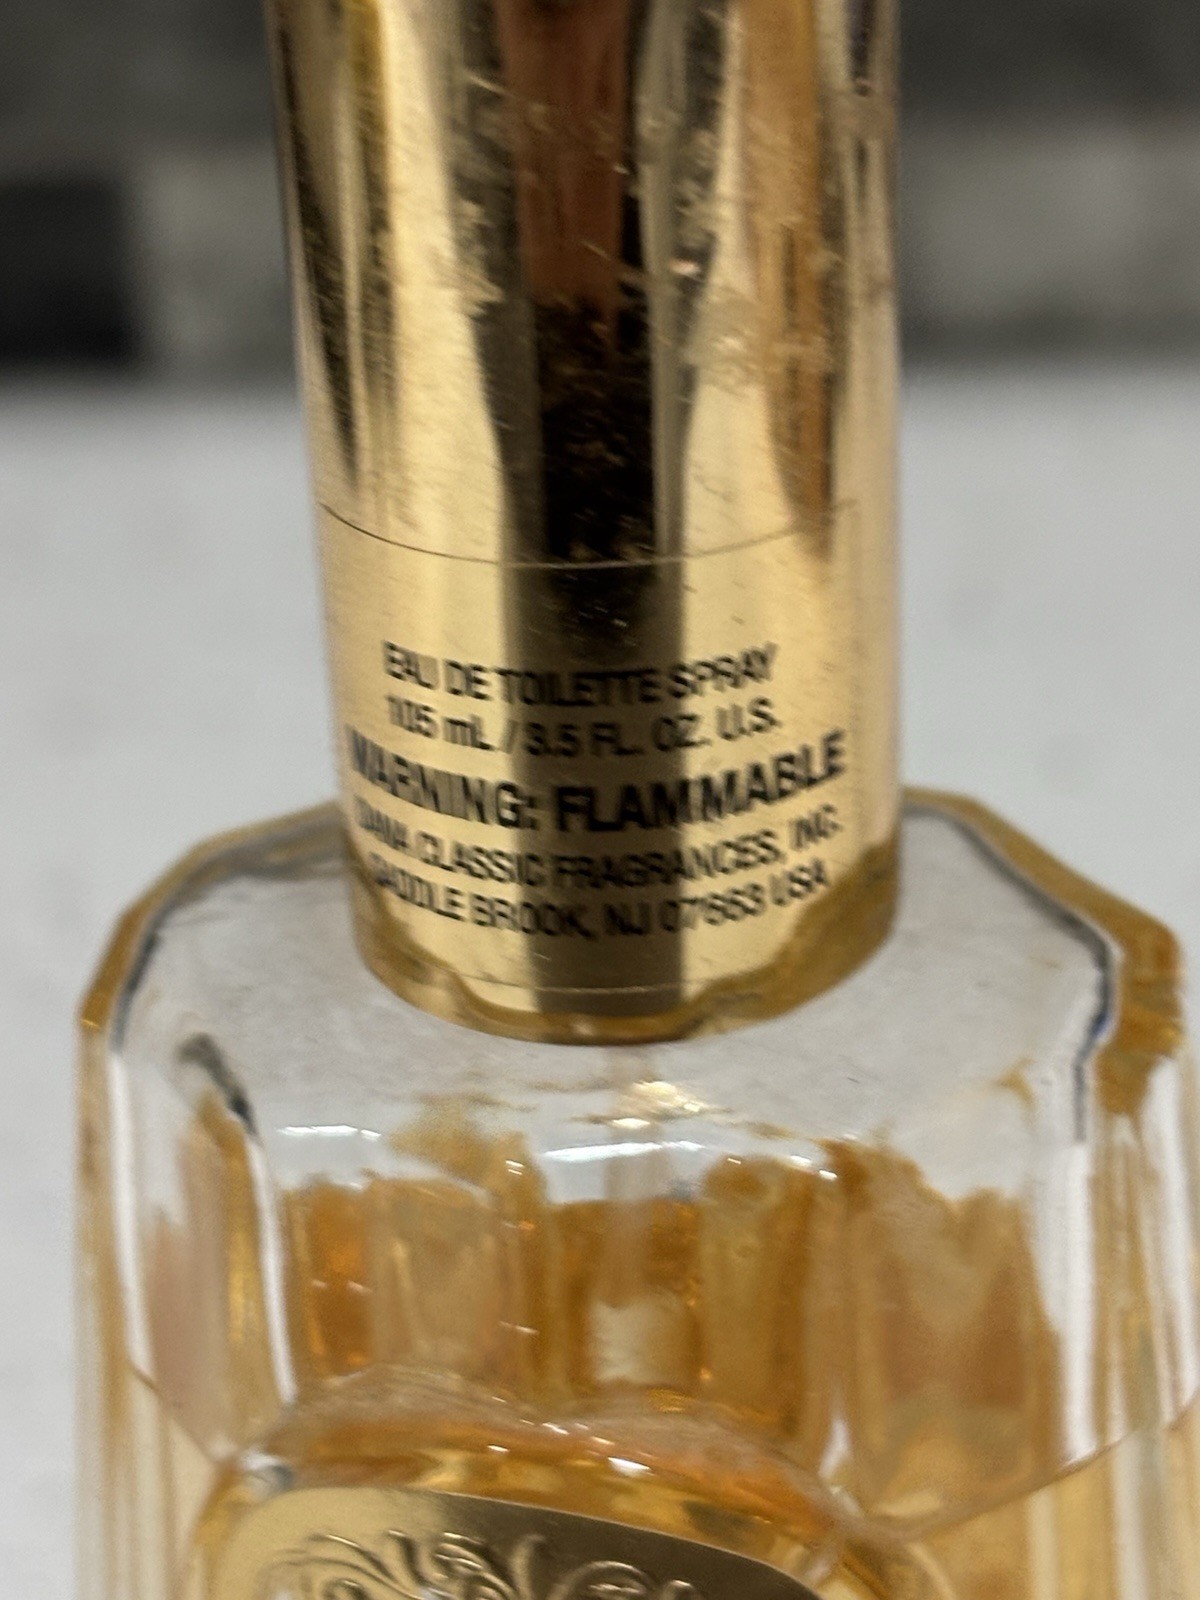 EAU DE TOILETTE SPRAY
105 mL / 3.5 FL. OZ. U.S.
WARNING: FLAMMABLE
DANA CLASSIC FRAGRANCES, INC.
SADDLE BROOK, NJ 07663 USA